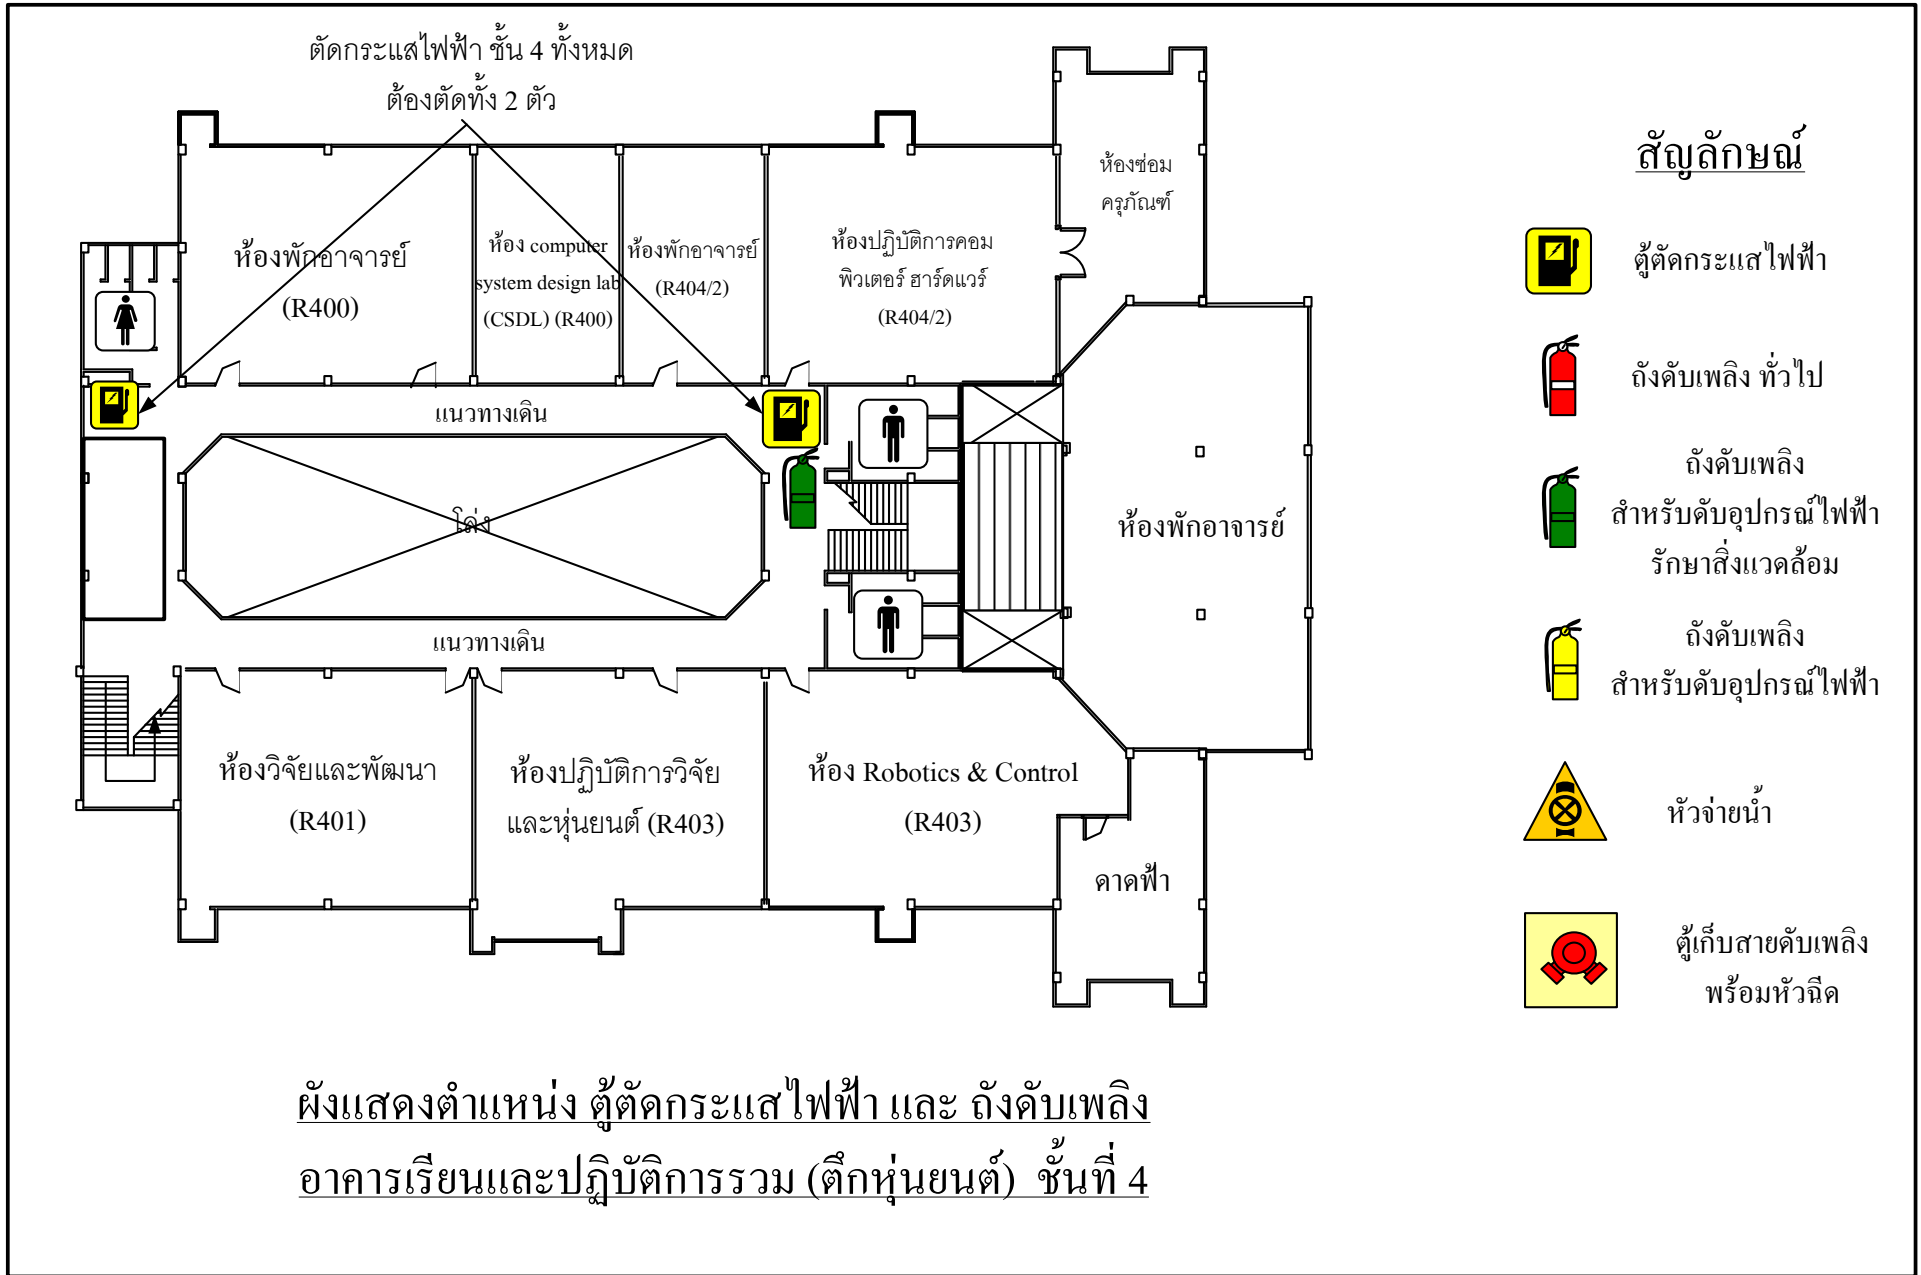 ตัดกระแสไฟฟ้า ชั้น 4 ทั้งหมด
ต้องตัดทั้ง 2 ตัว
ห้องซ่อม
ครุภัณฑ์
ห้องพักอาจารย์
(R400)
ห้อง computer
system design lab
(CSDL) (R400)
ห้องพักอาจารย์
(R404/2)
ห้องปฏิบัติการคอม
พิวเตอร์ ฮาร์ดแวร์
(R404/2)
แนวทางเดิน
โล่ง
ห้องพักอาจารย์
แนวทางเดิน
ห้องวิจัยและพัฒนา
(R401)
ห้องปฏิบัติการวิจัย
และหุ่นยนต์ (R403)
ห้อง Robotics & Control
(R403)
ดาดฟ้า
สัญลักษณ์
ตู้ตัดกระแสไฟฟ้า
ถังดับเพลิง ทั่วไป
ถังดับเพลิง
สำหรับดับอุปกรณ์ไฟฟ้า
รักษาสิ่งแวดล้อม
ถังดับเพลิง
สำหรับดับอุปกรณ์ไฟฟ้า
หัวจ่ายน้ำ
ตู้เก็บสายดับเพลิง
พร้อมหัวฉีด
ผังแสดงตำแหน่ง ตู้ตัดกระแสไฟฟ้า และ ถังดับเพลิง
อาคารเรียนและปฏิบัติการรวม (ตึกหุ่นยนต์) ชั้นที่ 4